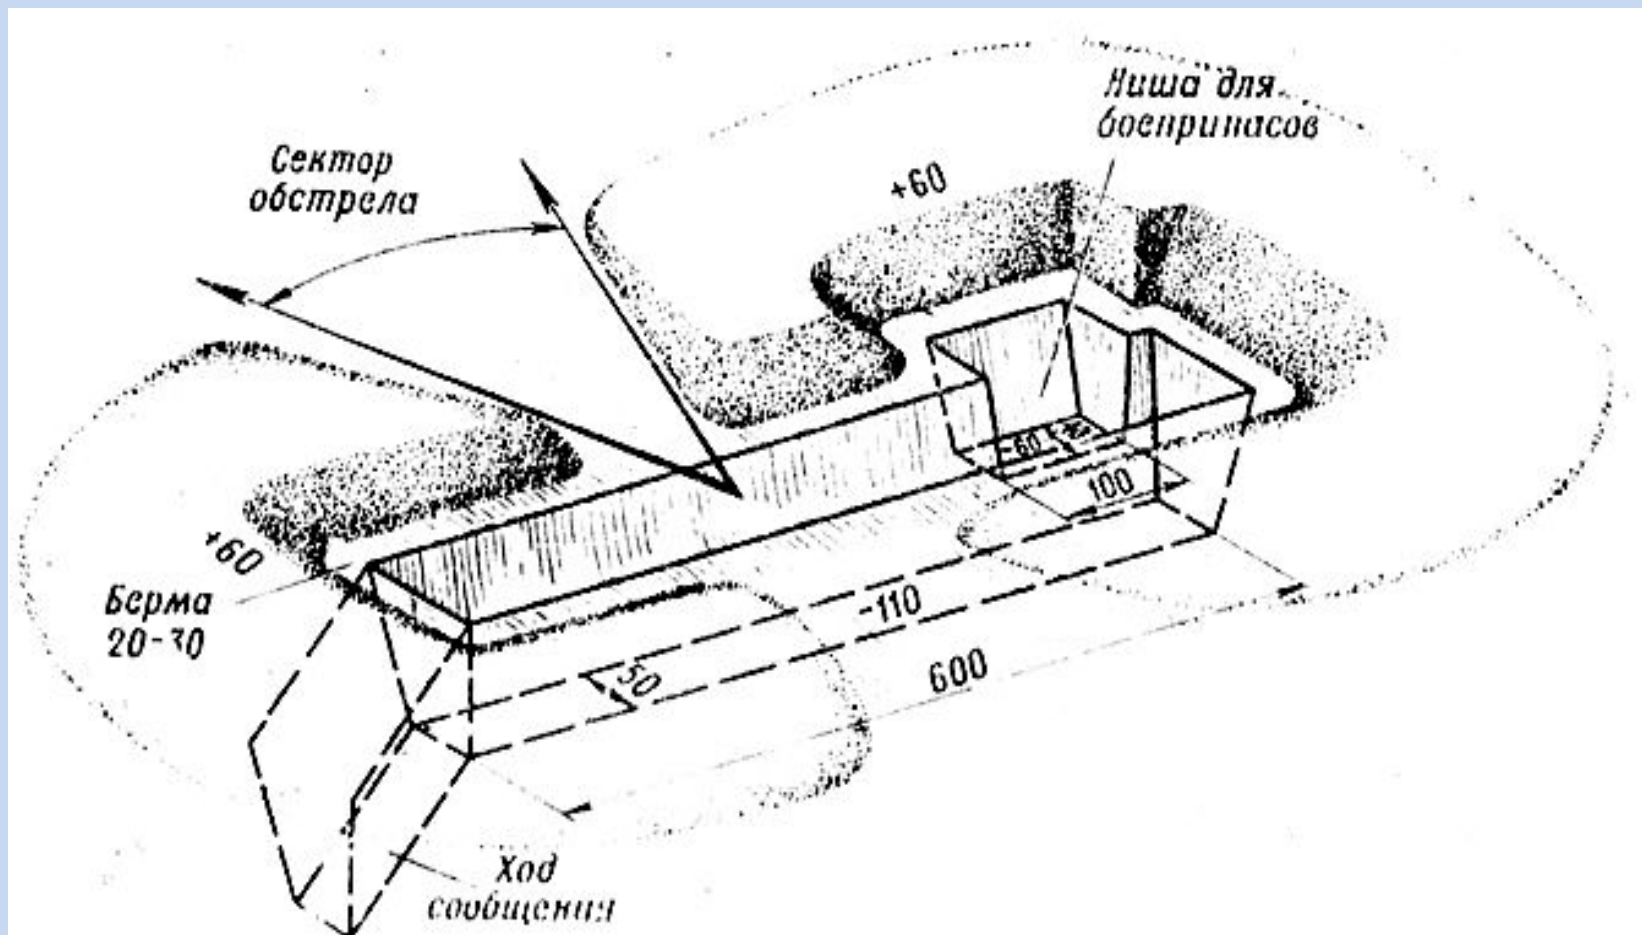 Ниша для
боеприпасов
Сектор
обстрела
+60
60
100
+60
Берма
20-30
-110
50
600
Ход
сообщения